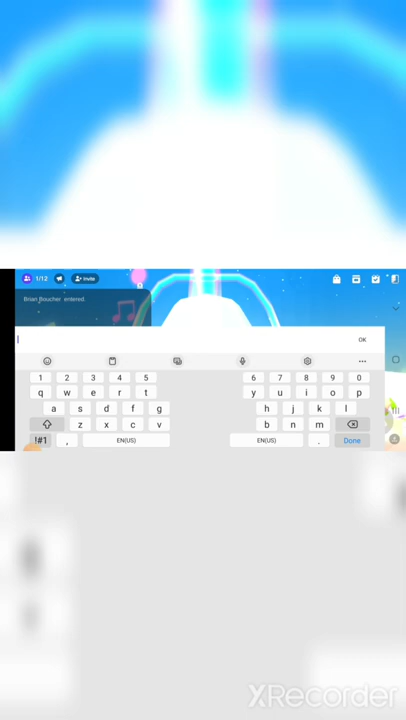 1/12 Invite
Brian Boucher entered.
OK
1 2 3 4 5 6 7 8 9 0
q w e r t y u i o p
a s d f g h j k l
z x c v b n m
!#1 , EN(US) EN(US) . Done
XRecorder